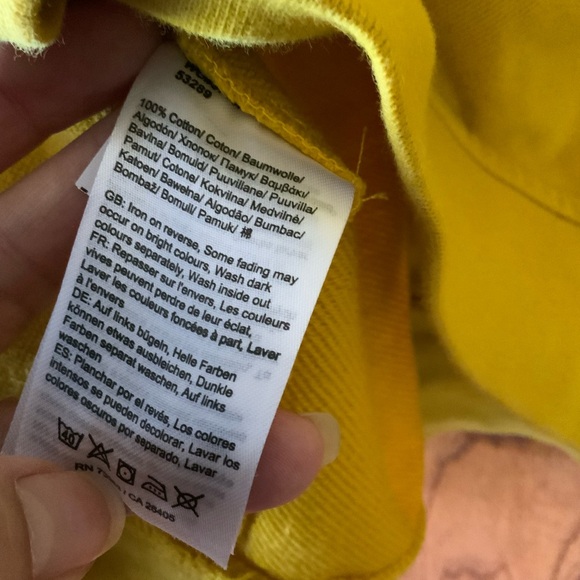 53289
100% Cotton/ Coton/ Baumwolle/
Algodón/ Хлопок/ Памук/ Βαμβάκι/
Bavlna/ Bomuld/ Puuvillane/ Puuvilla/
Pamut/ Cotone/ Kokvilna/ Medvilnė/
Katoen/ Bawełna/ Algodão/ Bumbac/
Bombaž/ Bomull/ Pamuk/ 棉
GB: Iron on reverse, Some fading may
occur on bright colours, Wash dark
colours separately, Wash inside out
FR: Repasser sur l'envers, Les couleurs
vives peuvent perdre de leur éclat,
Laver les couleurs foncées à part, Laver
à l'envers
DE: Auf links bügeln, Helle Farben
können etwas ausbleichen, Dunkle
Farben separat waschen, Auf links
waschen
ES: Planchar por el revés, Los colores
intensos se pueden decolorar, Lavar los
colores oscuros por separado, Lavar
40
RN / CA 28405